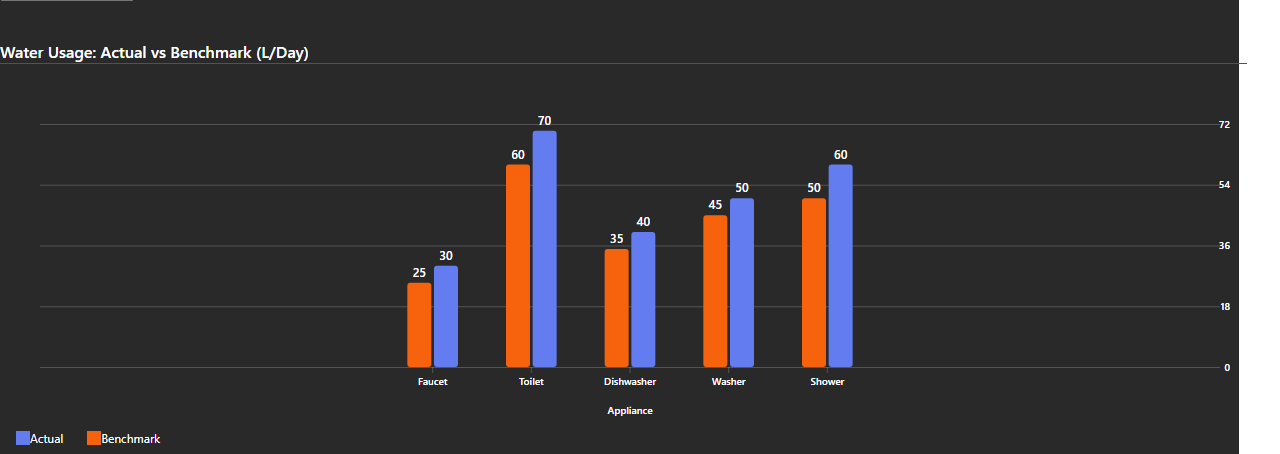 Water Usage: Actual vs Benchmark (L/Day)
72
54
36
18
0
25
30
60
70
35
40
45
50
50
60
Faucet
Toilet
Dishwasher
Washer
Shower
Appliance
Actual
Benchmark